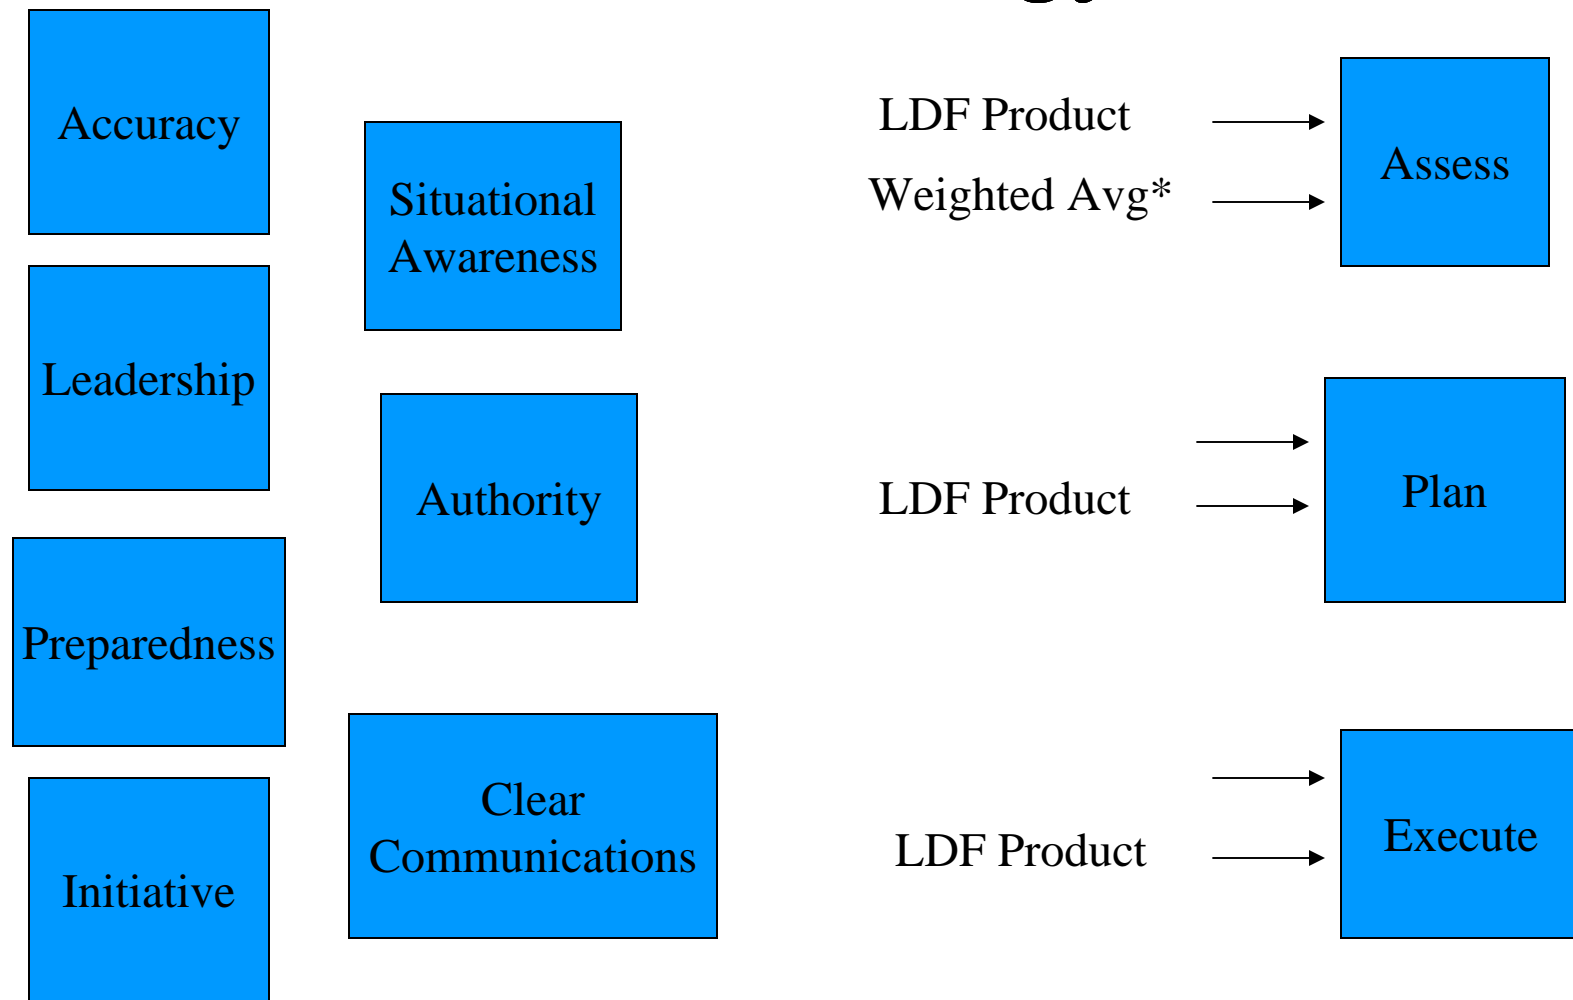 Accuracy
Situational
Awareness
Leadership
Authority
Preparedness
Clear
Communications
Initiative
LDF Product
Weighted Avg*
Assess
LDF Product
Plan
LDF Product
Execute